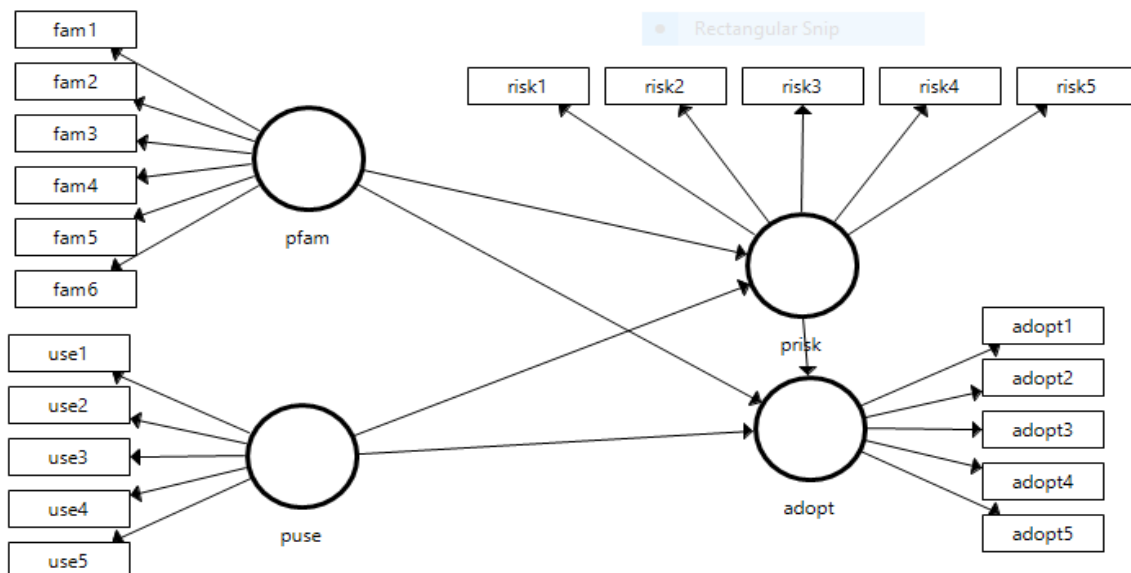 fam1
fam2
fam3
fam4
fam5
fam6
pfam
Rectangular Snip
risk1
risk2
risk3
risk4
risk5
prisk
use1
use2
use3
use4
use5
puse
adopt1
adopt2
adopt3
adopt4
adopt5
adopt